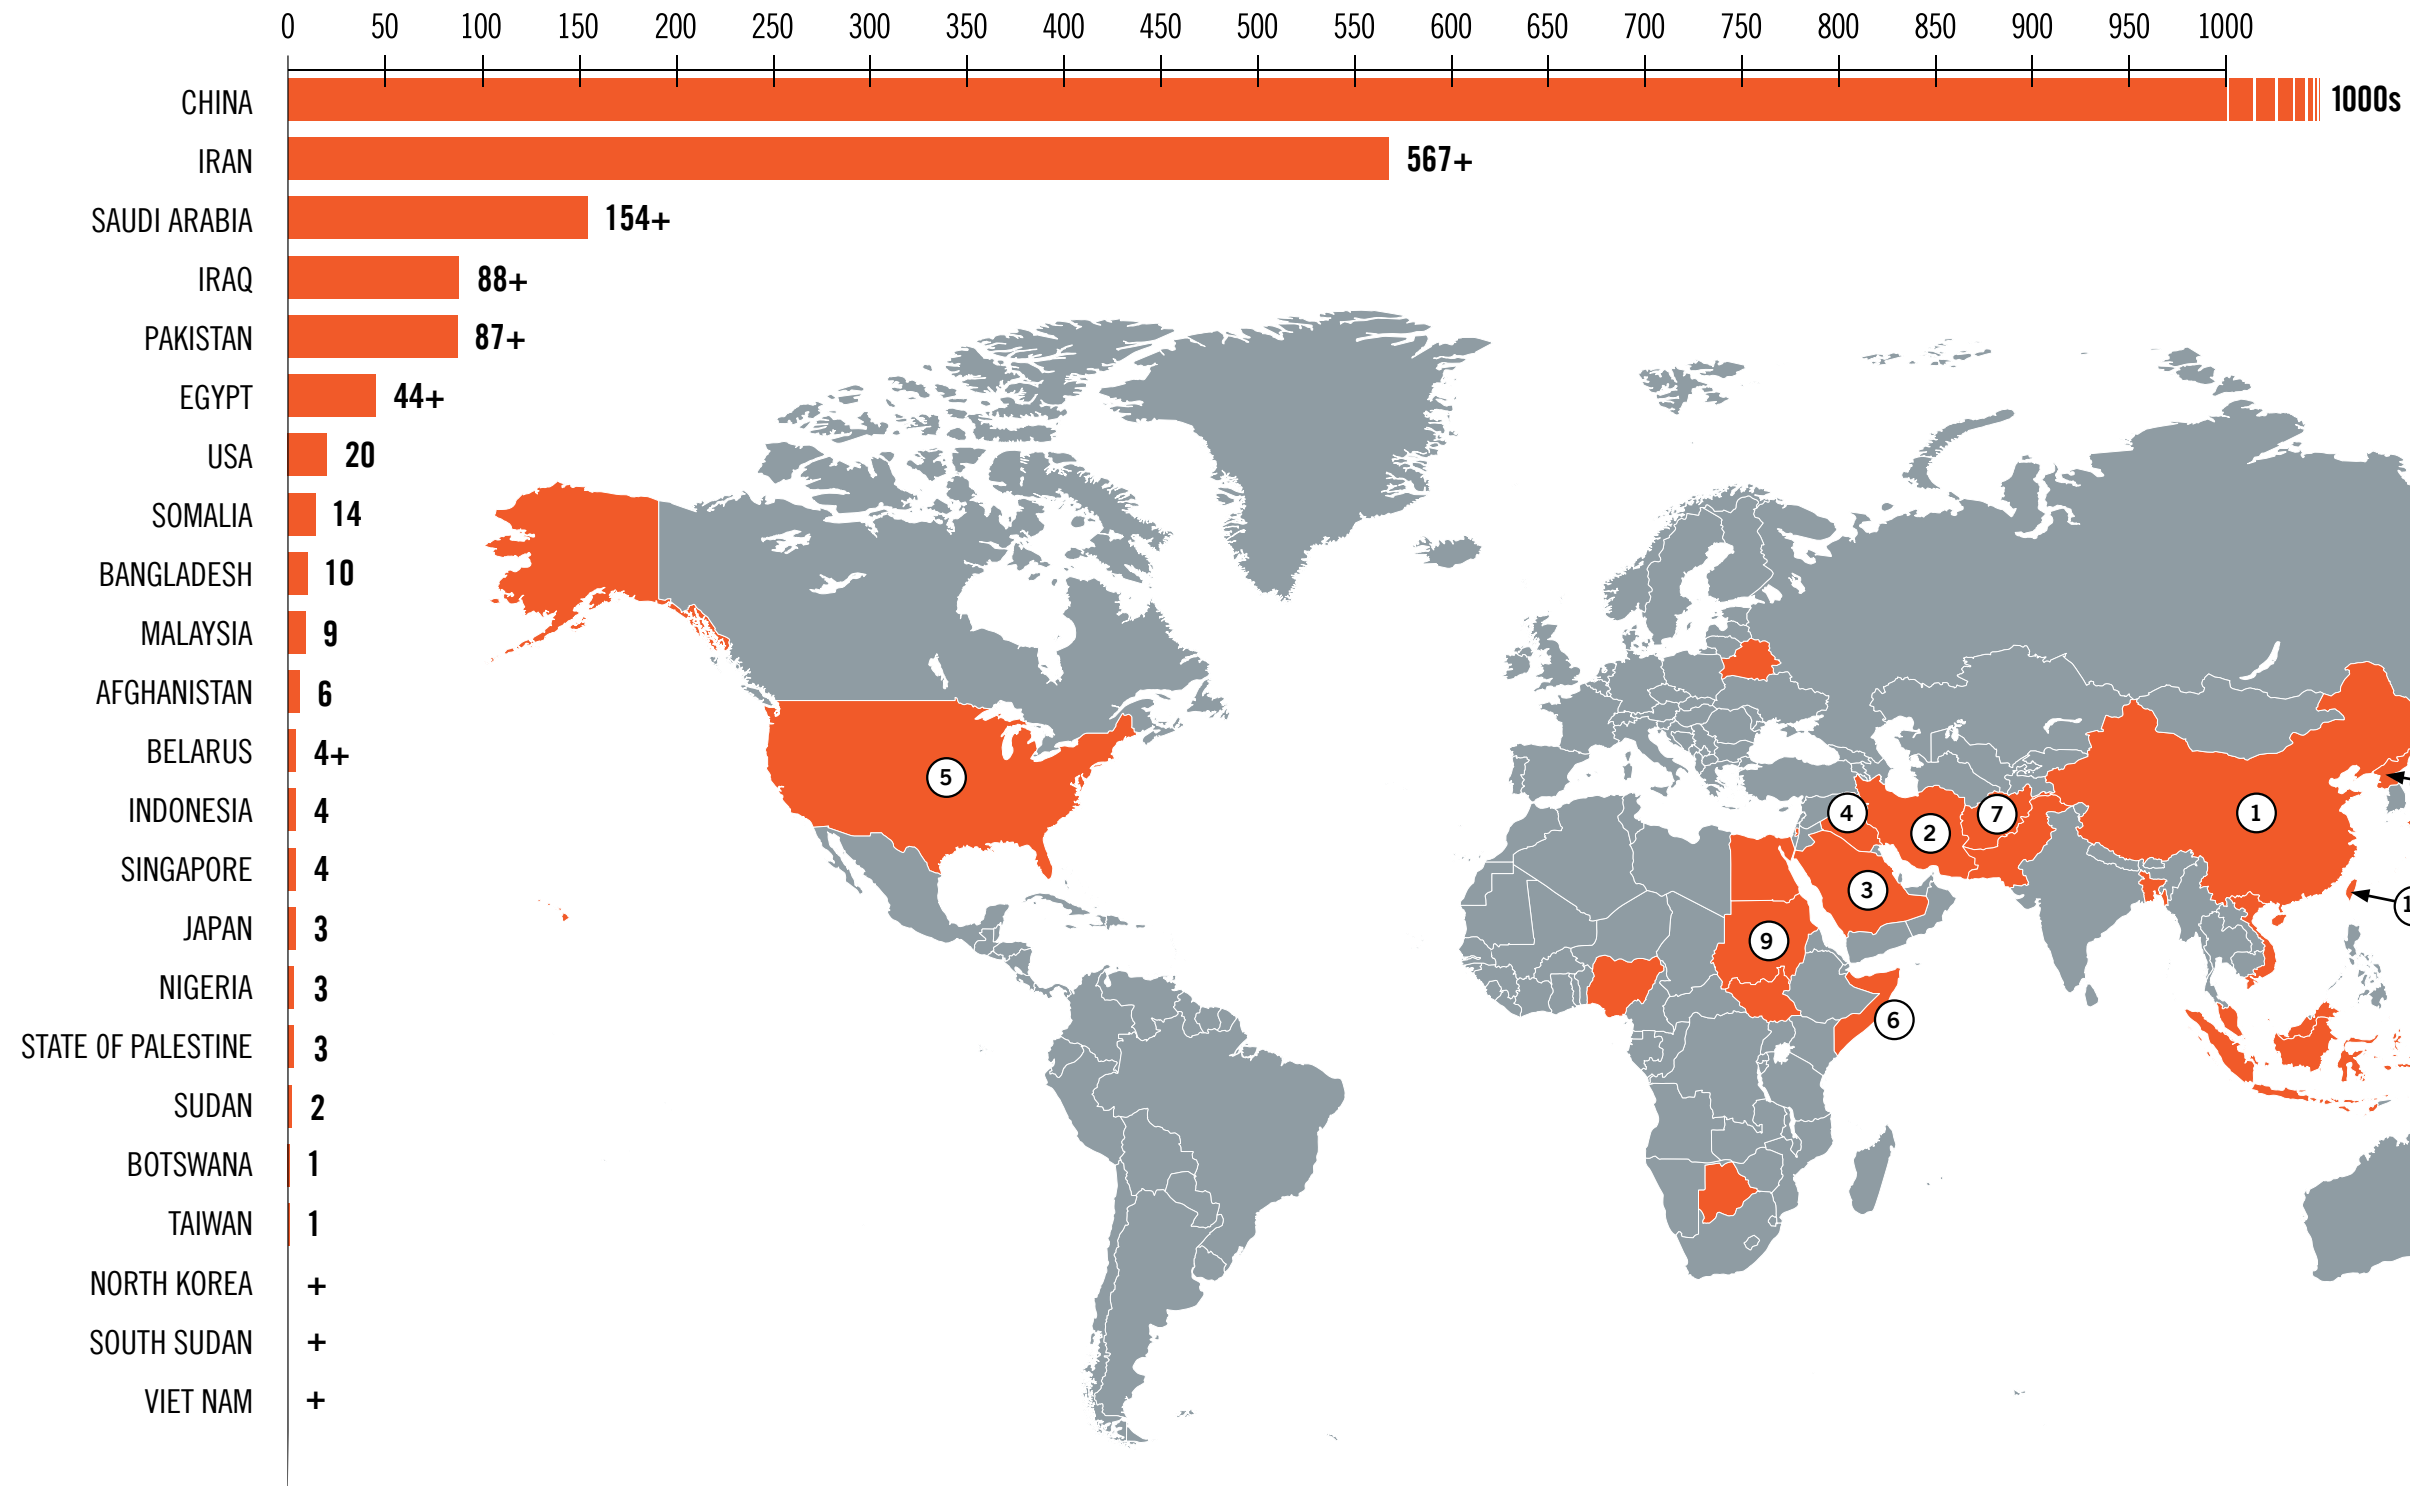 0 50 100 150 200 250 300 350 400 450 500 550 600 650 700 750 800 850 900 950 1000
CHINA 1000s
IRAN 567+
SAUDI ARABIA 154+
IRAQ 88+
PAKISTAN 87+
EGYPT 44+
USA 20
SOMALIA 14
BANGLADESH 10
MALAYSIA 9
AFGHANISTAN 6
BELARUS 4+
INDONESIA 4
SINGAPORE 4
JAPAN 3
NIGERIA 3
STATE OF PALESTINE 3
SUDAN 2
BOTSWANA 1
TAIWAN 1
NORTH KOREA +
SOUTH SUDAN +
VIET NAM +
5
4
7
1
2
3
9
6